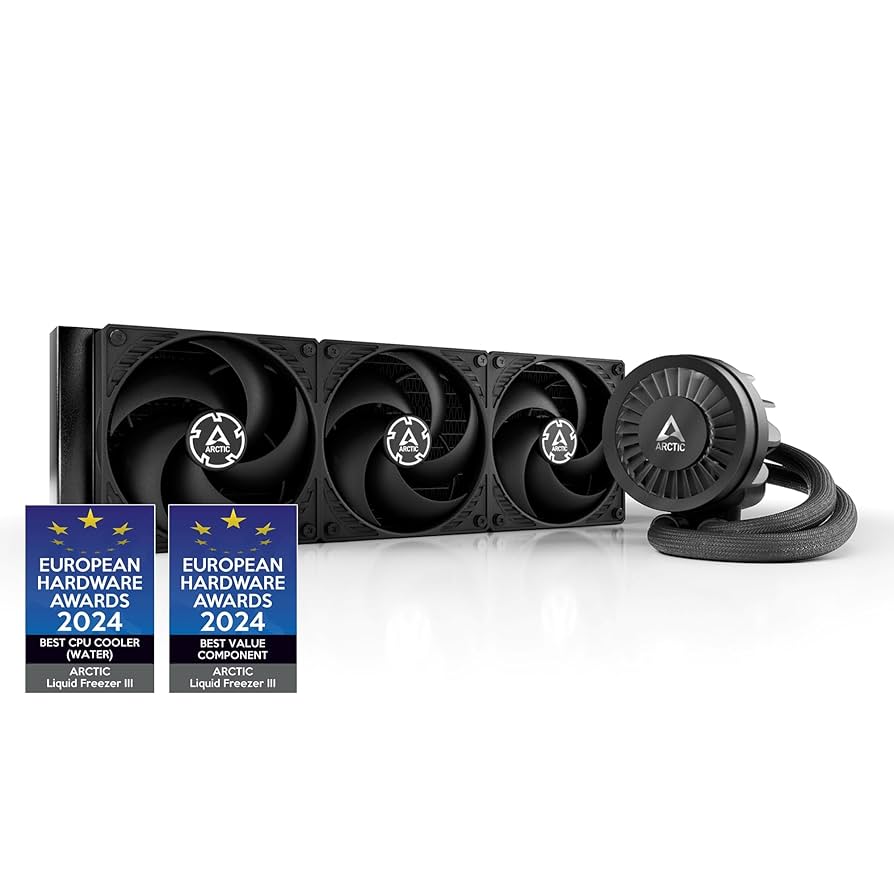 ARCTIC
ARCTIC
ARCTIC
ARCTIC
EUROPEAN
HARDWARE
AWARDS
2024
BEST CPU COOLER
(WATER)
ARCTIC
Liquid Freezer III
EUROPEAN
HARDWARE
AWARDS
2024
BEST VALUE
COMPONENT
ARCTIC
Liquid Freezer III